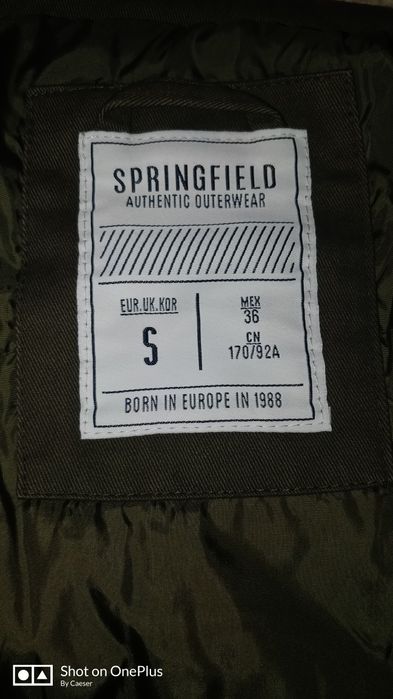 SPRINGFIELD
AUTHENTIC OUTERWEAR
EUR.UK.KOR
S
MEX
36
CN
170/92A
BORN IN EUROPE IN 1988
Shot on OnePlus
By Caeser